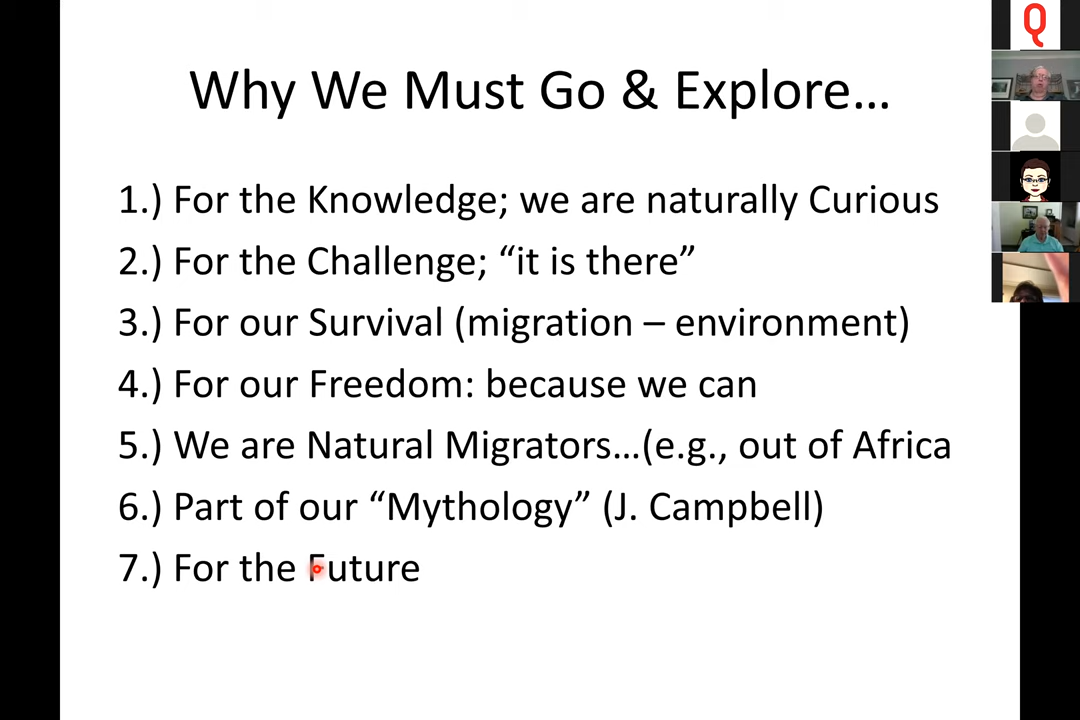 Why We Must Go & Explore…
Q
1.) For the Knowledge; we are naturally Curious
2.) For the Challenge; “it is there”
3.) For our Survival (migration – environment)
4.) For our Freedom: because we can
5.) We are Natural Migrators…(e.g., out of Africa
6.) Part of our “Mythology” (J. Campbell)
7.) For the Future